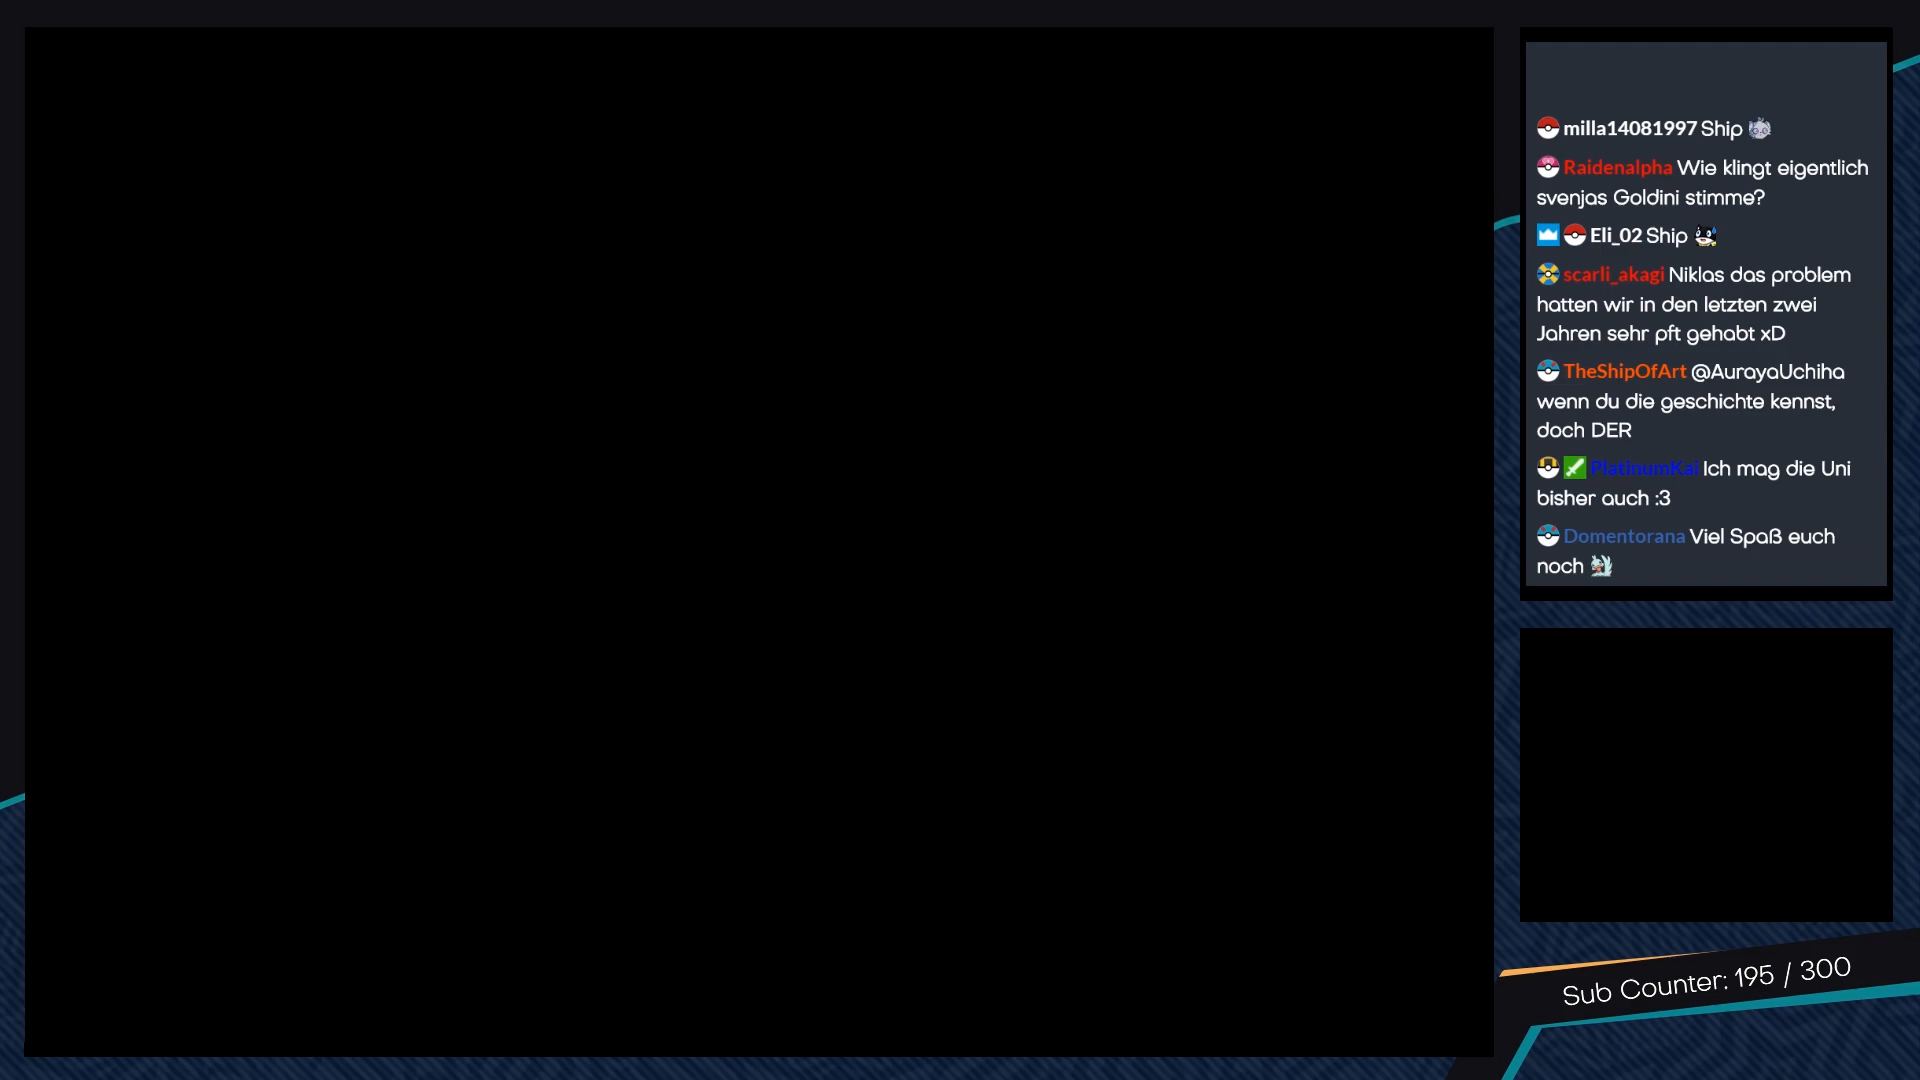 milla14081997 Ship
Raidenalpha Wie klingt eigentlich
svenjas Goldini stimme?
Eli_02 Ship
scarli_akagi Niklas das problem
hatten wir in den letzten zwei
Jahren sehr pft gehabt xD
TheShipOfArt @AurayaUchiha
wenn du die geschichte kennst,
doch DER
PlatinumKai Ich mag die Uni
bisher auch :3
Domentorana Viel Spaß euch
noch
Sub Counter: 195 / 300